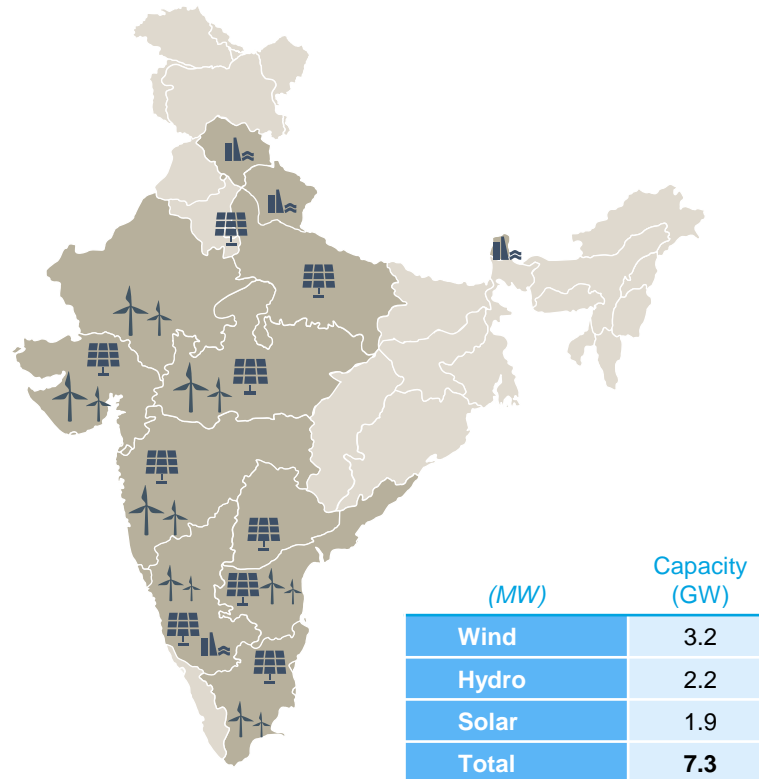 (MW) Capacity (GW)
Wind 3.2
Hydro 2.2
Solar 1.9
Total 7.3